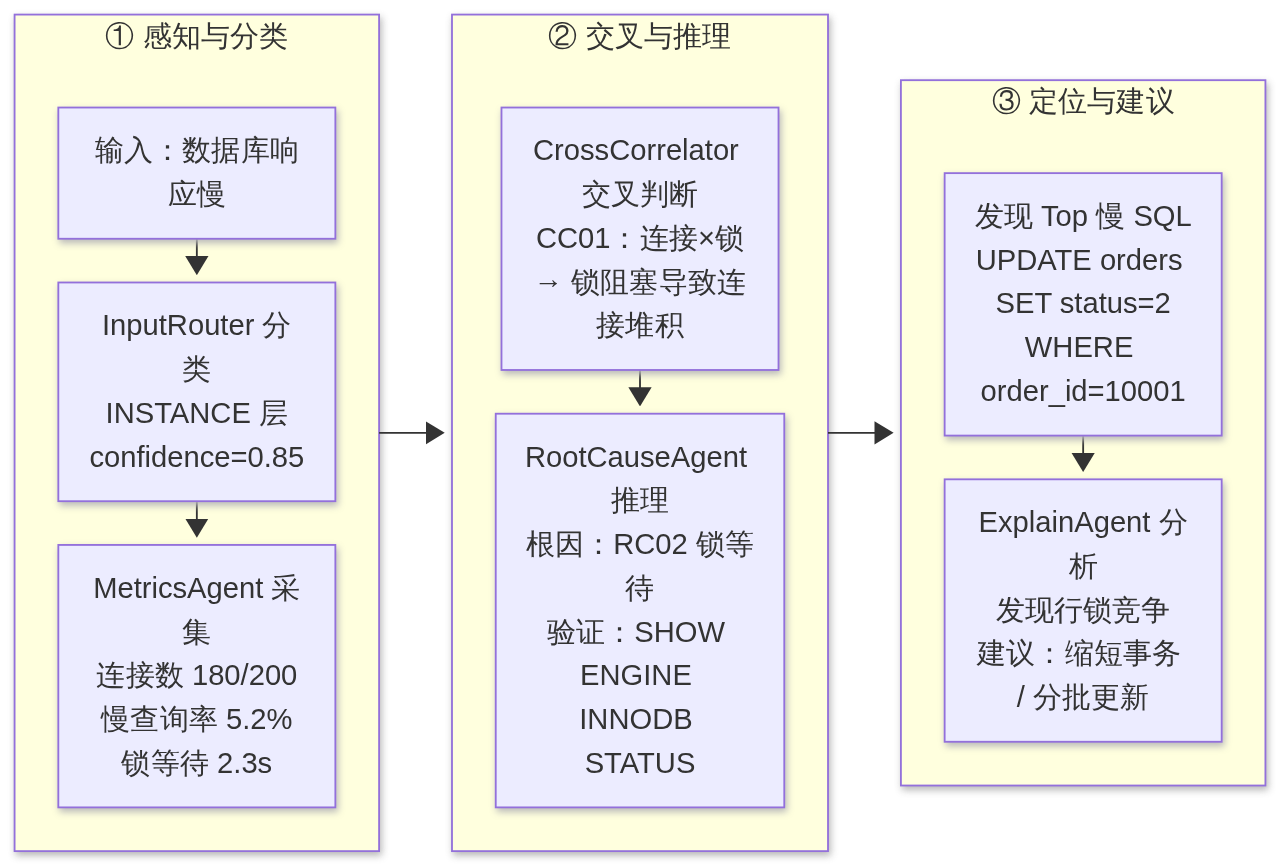 ① 感知与分类
输入：数据库响
应慢
InputRouter 分
类
INSTANCE 层
confidence=0.85
MetricsAgent 采
集
连接数 180/200
慢查询率 5.2%
锁等待 2.3s
② 交叉与推理
CrossCorrelator
交叉判断
CC01：连接×锁
→ 锁阻塞导致连
接堆积
RootCauseAgent
推理
根因：RC02 锁等
待
验证：SHOW
ENGINE
INNODB
STATUS
③ 定位与建议
发现 Top 慢 SQL
UPDATE orders
SET status=2
WHERE
order_id=10001
ExplainAgent 分
析
发现行锁竞争
建议：缩短事务
/ 分批更新